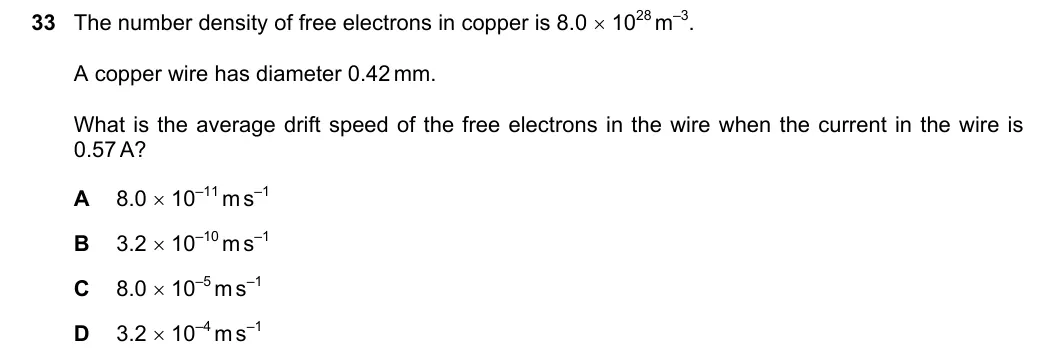 33 The number density of free electrons in copper is 8.0 × 10²⁸ m⁻³.
A copper wire has diameter 0.42 mm.
What is the average drift speed of the free electrons in the wire when the current in the wire is
0.57 A?
A 8.0 × 10⁻¹¹ m s⁻¹
B 3.2 × 10⁻¹⁰ m s⁻¹
C 8.0 × 10⁻⁵ m s⁻¹
D 3.2 × 10⁻⁴ m s⁻¹